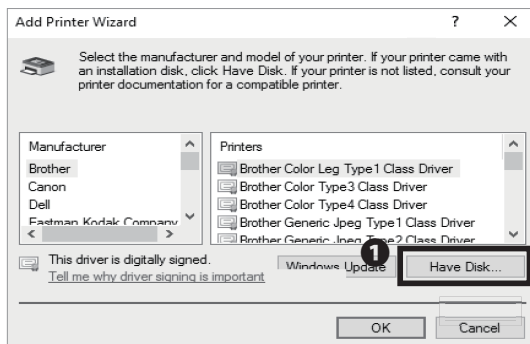 Add Printer Wizard
?
Select the manufacturer and model of your printer. If your printer came with
an installation disk, click Have Disk. If your printer is not listed, consult your
printer documentation for a compatible printer.
Manufacturer
Brother
Canon
Dell
Eastman Kodak Company
Printers
Brother Color Leg Type1 Class Driver
Brother Color Type3 Class Driver
Brother Color Type4 Class Driver
Brother Generic Jpeg Type1 Class Driver
Brother Generic Jpeg Type2 Class Driver
This driver is digitally signed.
Tell me why driver signing is important
Windows Update
1
Have Disk...
OK
Cancel